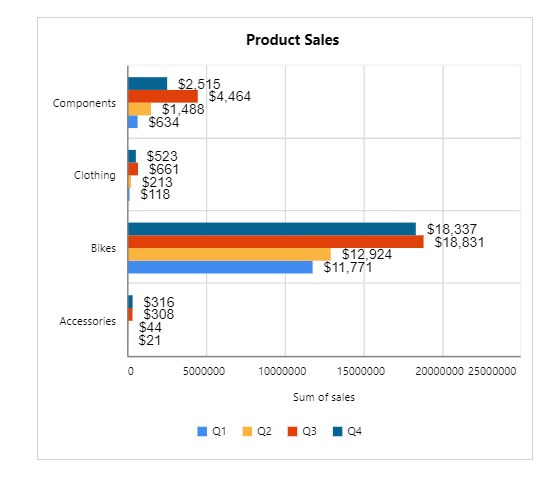 Product Sales
$2,515
$4,464
Components
$1,488
$634
$523
$661
Clothing
$213
$118
$18,337
$18,831
Bikes
$12,924
$11,771
$316
$308
Accessories
$44
$21
0 5000000 10000000 15000000 20000000 25000000
Sum of sales
Q1 Q2 Q3 Q4